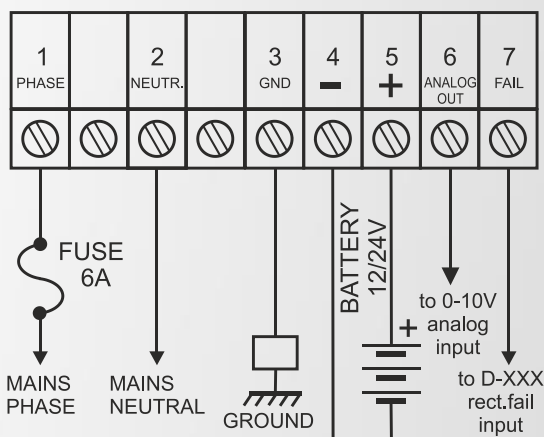 1
PHASE
2
NEUTR.
3
GND
4
−
5
+
6
ANALOG
OUT
7
FAIL
FUSE
6A
BATTERY
12/24V
+
to 0-10V
analog
input
to D-XXX
rect.fail
input
MAINS
PHASE
MAINS
NEUTRAL
GROUND